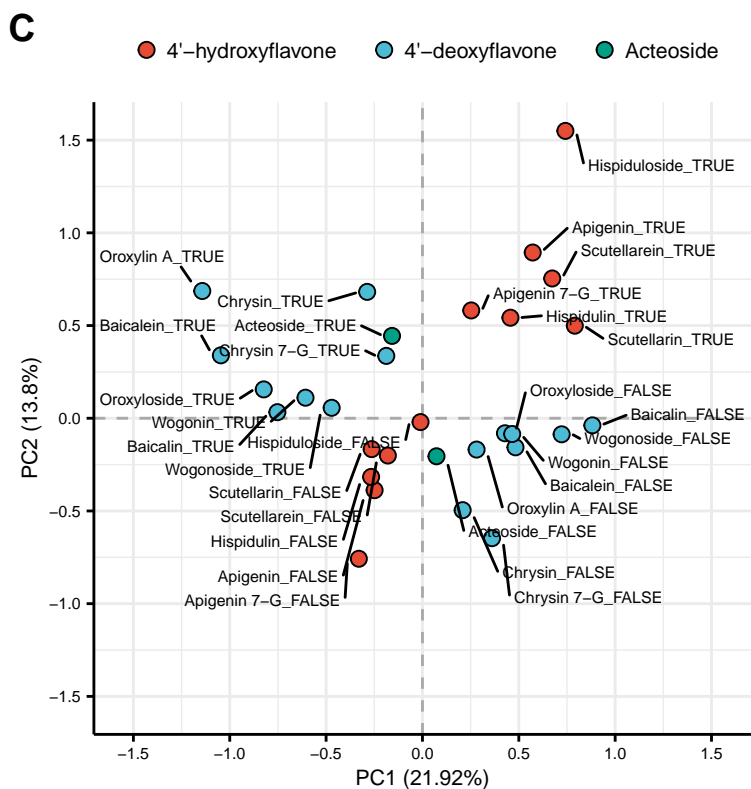 C
4'−hydroxyflavone 4'−deoxyflavone Acteoside
1.5
Hispiduloside_TRUE
1.0
Apigenin_TRUE
Oroxylin A_TRUE
Scutellarein_TRUE
Chrysin_TRUE
Apigenin 7−G_TRUE
0.5
Baicalein_TRUE
Acteoside_TRUE
Hispidulin_TRUE
Chrysin 7−G_TRUE
Scutellarin_TRUE
Oroxyloside_TRUE
Oroxyloside_FALSE
0.0
Wogonin_TRUE
Baicalin_FALSE
Baicalin_TRUE
Hispiduloside_FALSE
Wogonoside_FALSE
Wogonoside_TRUE
Wogonin_FALSE
Scutellarin_FALSE
Baicalein_FALSE
−0.5
Scutellarein_FALSE
Oroxylin A_FALSE
Hispidulin_FALSE
Acteoside_FALSE
Apigenin_FALSE
Chrysin_FALSE
Apigenin 7−G_FALSE
Chrysin 7−G_FALSE
−1.0
−1.5
PC2 (13.8%)
−1.5 −1.0 −0.5 0.0 0.5 1.0 1.5
PC1 (21.92%)